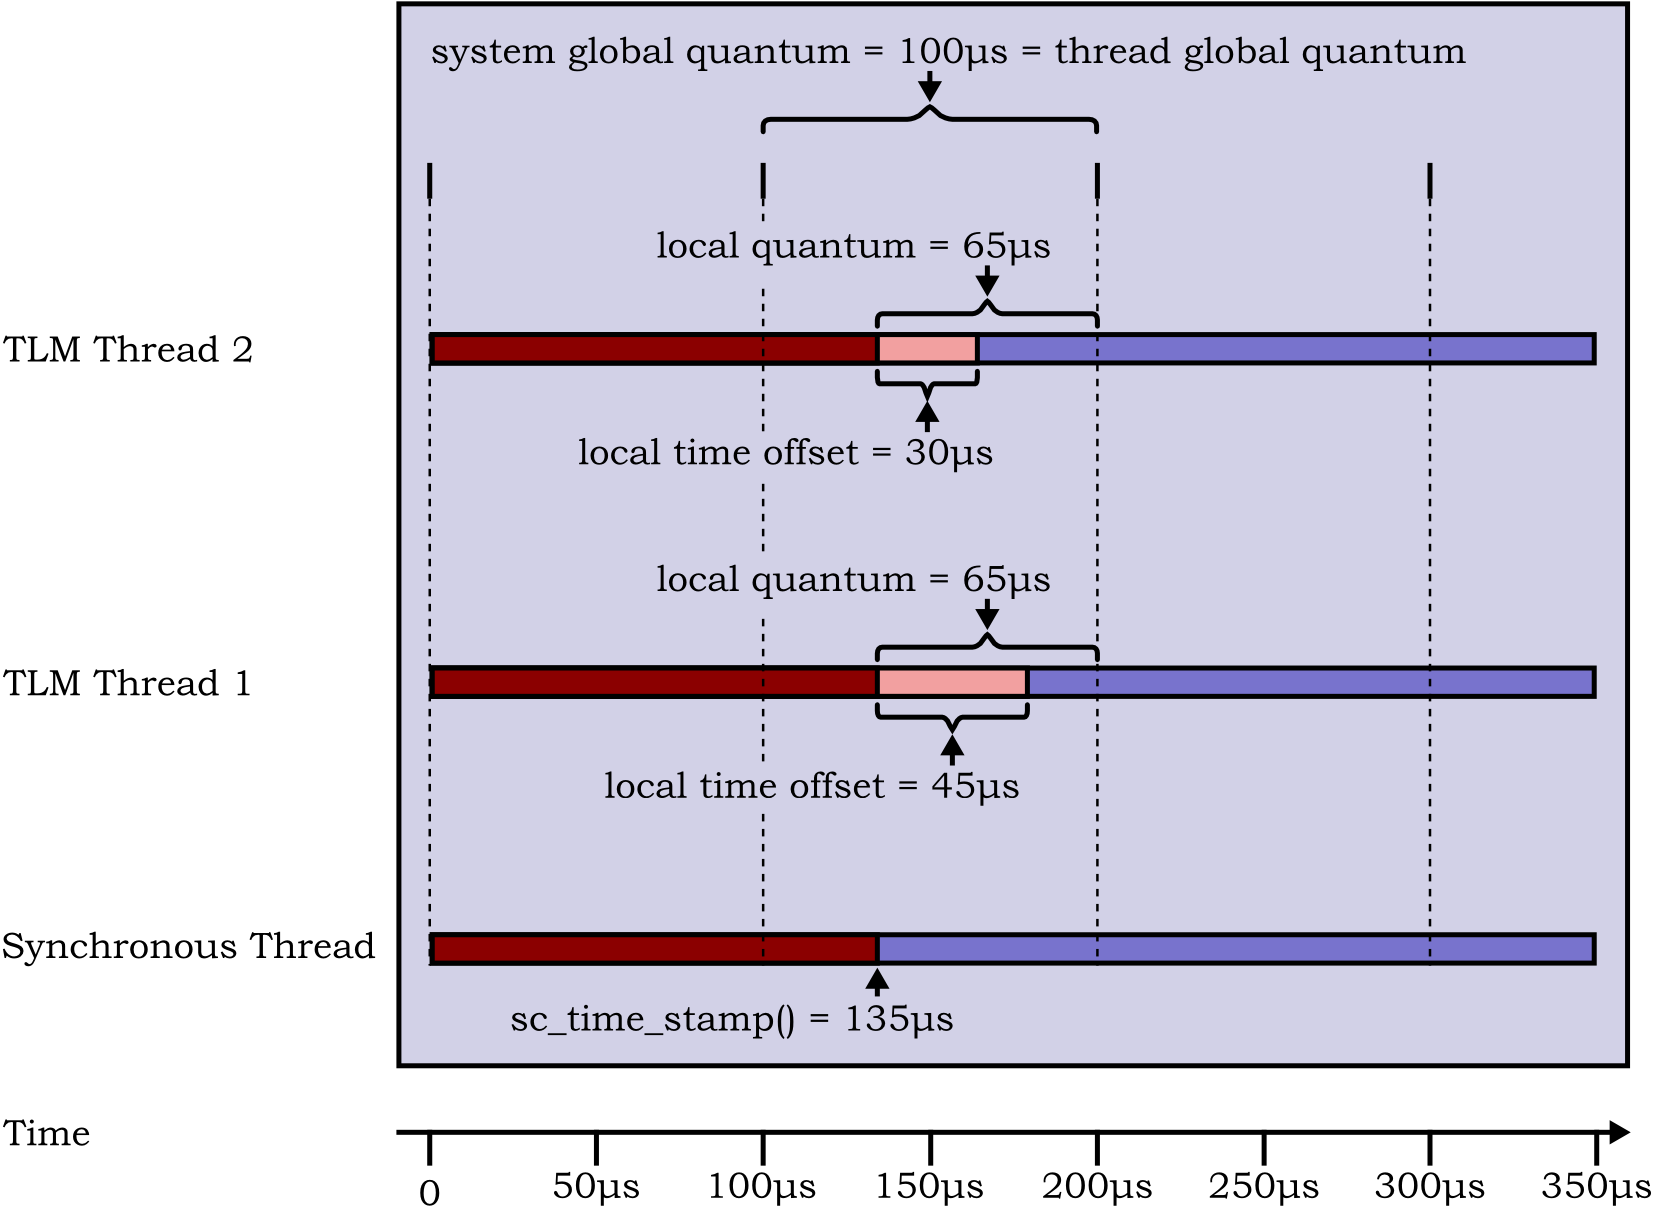 system global quantum = 100µs = thread global quantum
local quantum = 65µs
TLM Thread 2
local time offset = 30µs
local quantum = 65µs
TLM Thread 1
local time offset = 45µs
Synchronous Thread
sc_time_stamp() = 135µs
Time
0 50µs 100µs 150µs 200µs 250µs 300µs 350µs